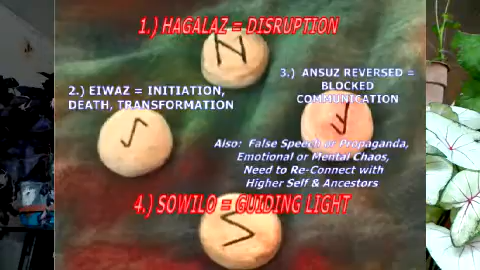 1.) HAGALAZ = DISRUPTION
2.) EIWAZ = INITIATION,
DEATH, TRANSFORMATION
3.) ANSUZ REVERSED =
BLOCKED
COMMUNICATION
Also: False Speech or Propaganda,
Emotional or Mental Chaos,
Need to Re-Connect with
Higher Self & Ancestors
4.) SOWILO = GUIDING LIGHT